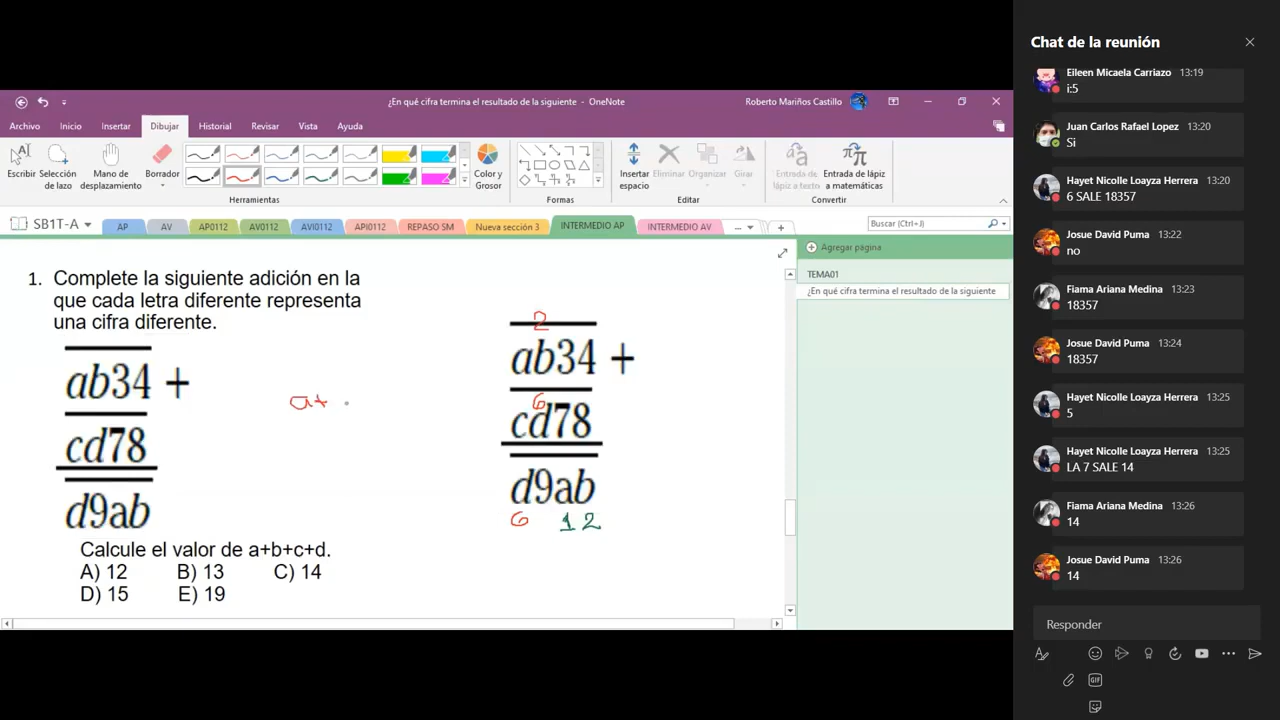 Chat de la reunión
¿En qué cifra termina el resultado de la siguiente - OneNote
Roberto Mariños Castillo
Archivo Inicio Insertar Dibujar Historial Revisar Vista Ayuda
Escribir Selección de lazo Mano de desplazamiento Borrador Color y Grosor Insertar espacio Eliminar Organizar Girar Entrada de lápiz a texto Entrada de lápiz a matemáticas
Herramientas Formas Editar Convertir
SB1T-A AP AV AP0112 AV0112 AVI0112 API0112 REPASO SM Nueva sección 3 INTERMEDIO AP INTERMEDIO AV ... Buscar (Ctrl+J)
Agregar página
TEMA01
¿En qué cifra termina el resultado de la siguiente
1. Complete la siguiente adición en la
que cada letra diferente representa
una cifra diferente.
ab34 +
cd78
d9ab
Calcule el valor de a+b+c+d.
A) 12 B) 13 C) 14
D) 15 E) 19
a+
2
ab34 +
6
cd78
d9ab
6 12
Eileen Micaela Carriazo 13:19
i:5
Juan Carlos Rafael Lopez 13:20
Si
Hayet Nicolle Loayza Herrera 13:20
6 SALE 18357
Josue David Puma 13:22
no
Fiama Ariana Medina 13:23
18357
Josue David Puma 13:24
18357
Hayet Nicolle Loayza Herrera 13:25
5
Hayet Nicolle Loayza Herrera 13:25
LA 7 SALE 14
Fiama Ariana Medina 13:26
14
Josue David Puma 13:26
14
Responder
GIF